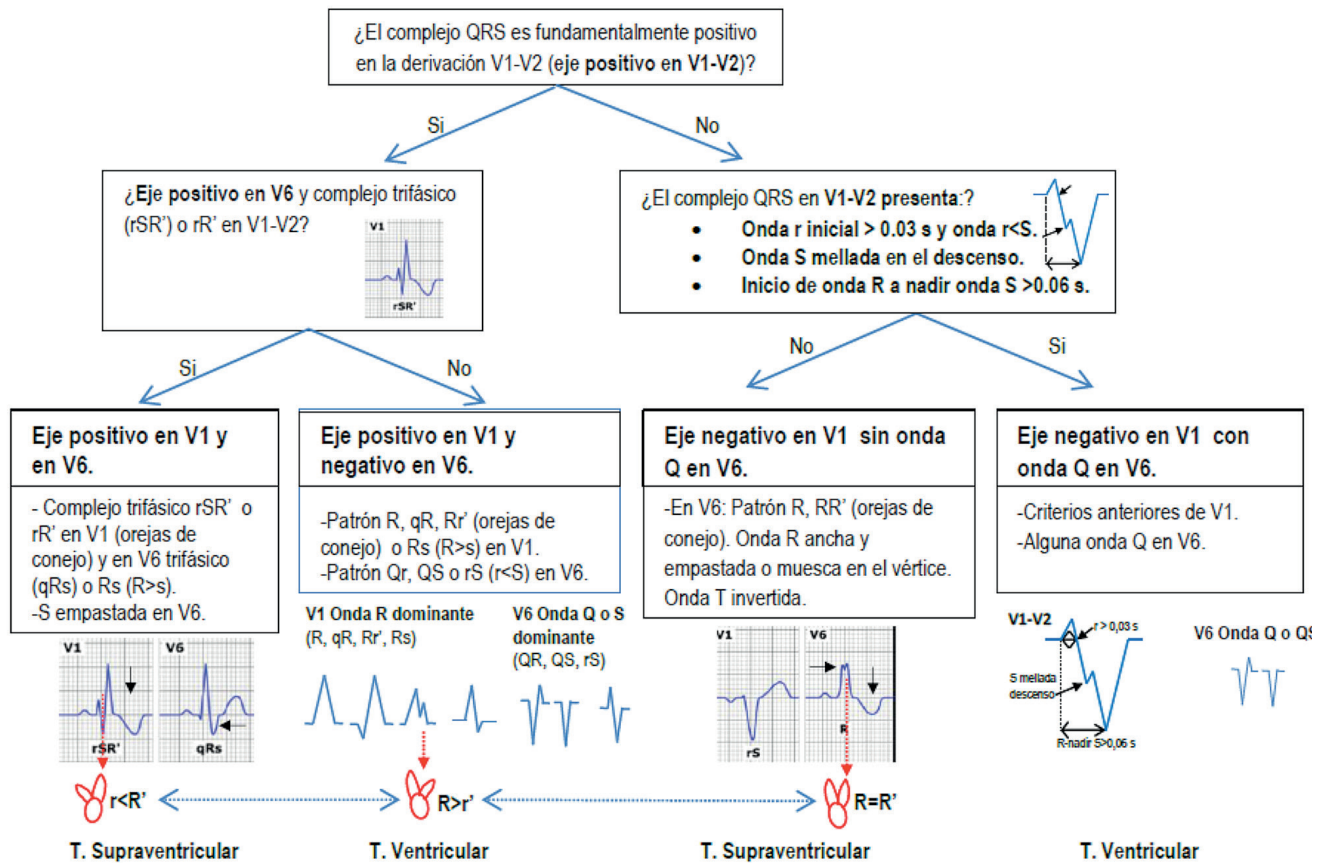 ¿El complejo QRS es fundamentalmente positivo
en la derivación V1-V2 (eje positivo en V1-V2)?
Si
No
¿Eje positivo en V6 y complejo trifásico
(rSR') o rR' en V1-V2?
V1
rSR'
¿El complejo QRS en V1-V2 presenta:?
• Onda r inicial > 0.03 s y onda r<S.
• Onda S mellada en el descenso.
• Inicio de onda R a nadir onda S >0.06 s.
Si
No
No
Si
Eje positivo en V1 y
en V6.
- Complejo trifásico rSR' o
rR' en V1 (orejas de
conejo) y en V6 trifásico
(qRs) o Rs (R>s).
-S empastada en V6.
V1
V6
rSR'
qRs
Eje positivo en V1 y
negativo en V6.
-Patrón R, qR, Rr' (orejas de
conejo) o Rs (R>s) en V1.
-Patrón Qr, QS o rS (r<S) en V6.
V1 Onda R dominante
(R, qR, Rr', Rs)
V6 Onda Q o S
dominante
(QR, QS, rS)
Eje negativo en V1 sin onda
Q en V6.
-En V6: Patrón R, RR' (orejas de
conejo). Onda R ancha y
empastada o muesca en el vértice.
Onda T invertida.
V1
V6
rS
R
Eje negativo en V1 con
onda Q en V6.
-Criterios anteriores de V1.
-Alguna onda Q en V6.
V1-V2
r > 0,03 s
S mellada
descenso
R-nadir S>0,06 s
V6 Onda Q o QS
r<R'
R>r'
R=R'
T. Supraventricular
T. Ventricular
T. Supraventricular
T. Ventricular